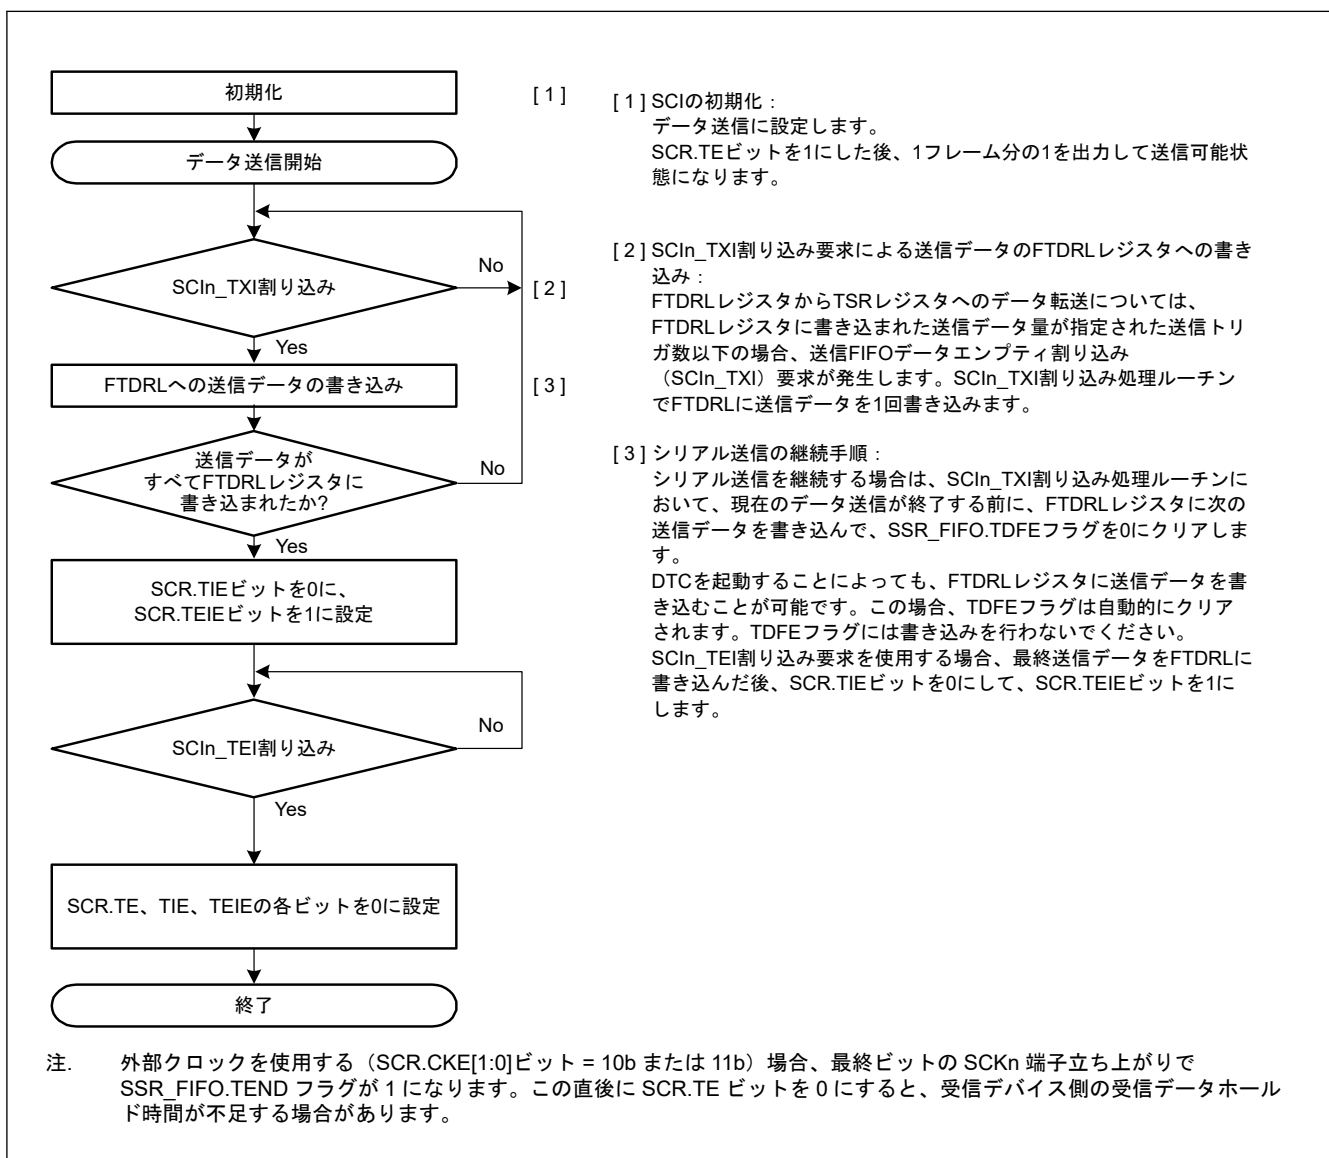 初期化
[ 1 ]
データ送信開始
SCIn_TXI割り込み
No
[ 2 ]
Yes
FTDRLへの送信データの書き込み
[ 3 ]
送信データが
すべてFTDRLレジスタに
書き込まれたか?
No
Yes
SCR.TIEビットを0に、
SCR.TEIEビットを1に設定
SCIn_TEI割り込み
No
Yes
SCR.TE、TIE、TEIEの各ビットを0に設定
終了
[ 1 ] SCIの初期化：
データ送信に設定します。
SCR.TEビットを1にした後、1フレーム分の1を出力して送信可能状
態になります。
[ 2 ] SCIn_TXI割り込み要求による送信データのFTDRLレジスタへの書き
込み：
FTDRLレジスタからTSRレジスタへのデータ転送については、
FTDRLレジスタに書き込まれた送信データ量が指定された送信トリ
ガ数以下の場合、送信FIFOデータエンプティ割り込み
（SCIn_TXI）要求が発生します。SCIn_TXI割り込み処理ルーチン
でFTDRLに送信データを1回書き込みます。
[ 3 ] シリアル送信の継続手順：
シリアル送信を継続する場合は、SCIn_TXI割り込み処理ルーチンに
おいて、現在のデータ送信が終了する前に、FTDRLレジスタに次の
送信データを書き込んで、SSR_FIFO.TDFEフラグを0にクリアしま
す。
DTCを起動することによっても、FTDRLレジスタに送信データを書
き込むことが可能です。この場合、TDFEフラグは自動的にクリア
されます。TDFEフラグには書き込みを行わないでください。
SCIn_TEI割り込み要求を使用する場合、最終送信データをFTDRLに
書き込んだ後、SCR.TIEビットを0にして、SCR.TEIEビットを1に
します。
注. 外部クロックを使用する（SCR.CKE[1:0]ビット = 10b または 11b）場合、最終ビットの SCKn 端子立ち上がりで
SSR_FIFO.TEND フラグが 1 になります。この直後に SCR.TE ビットを 0 にすると、受信デバイス側の受信データホール
ド時間が不足する場合があります。